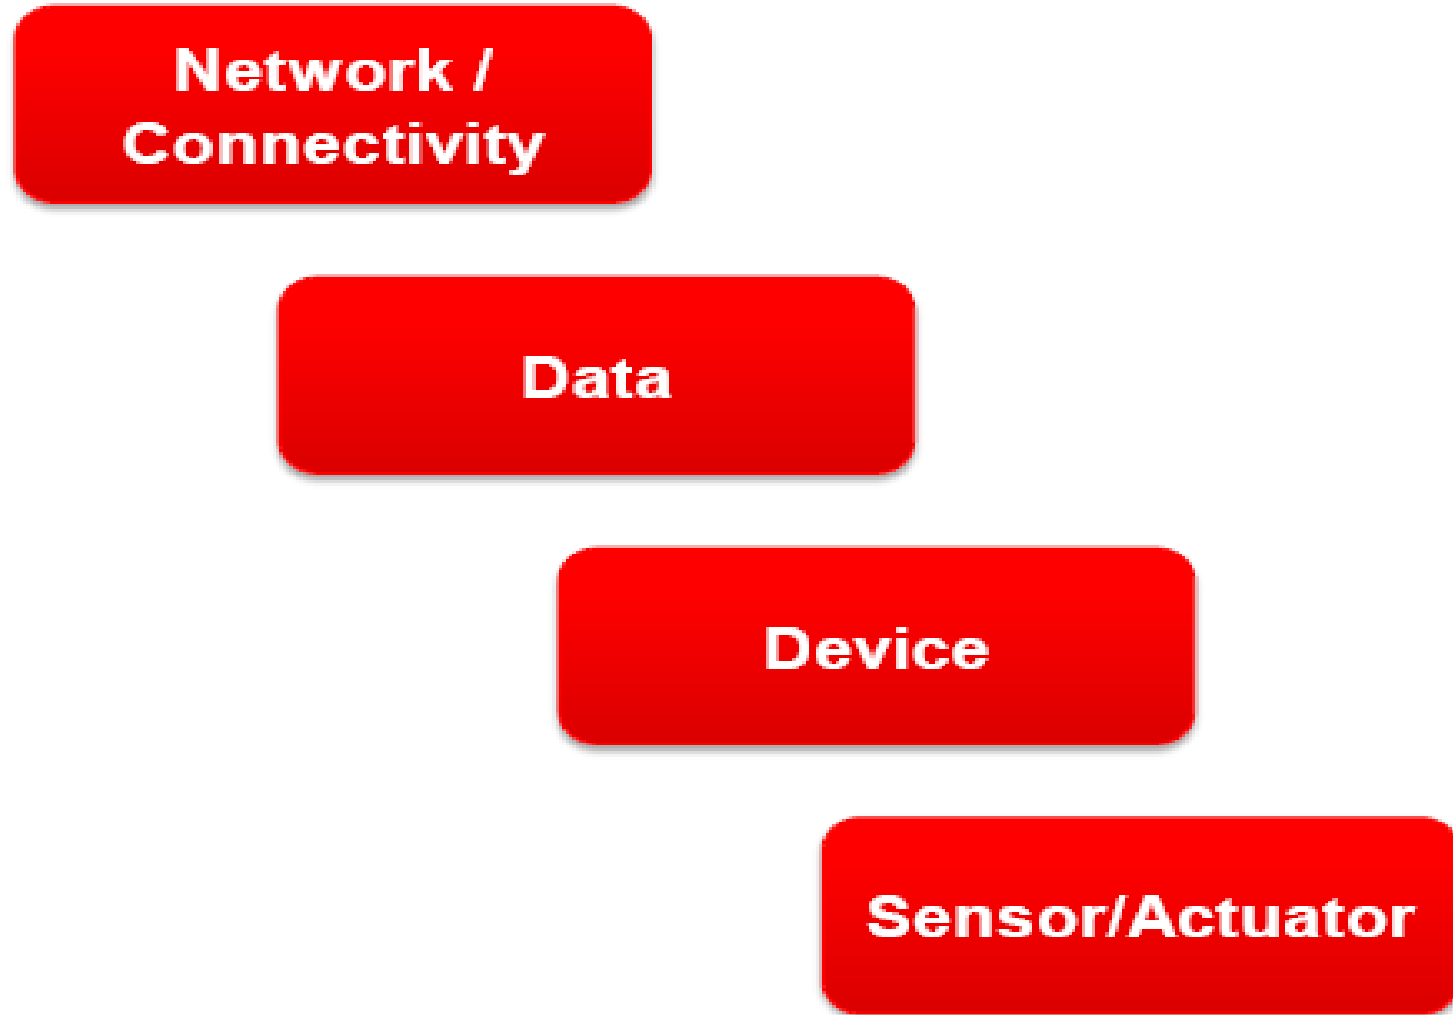 Network /
Connectivity
Data
Device
Sensor/Actuator